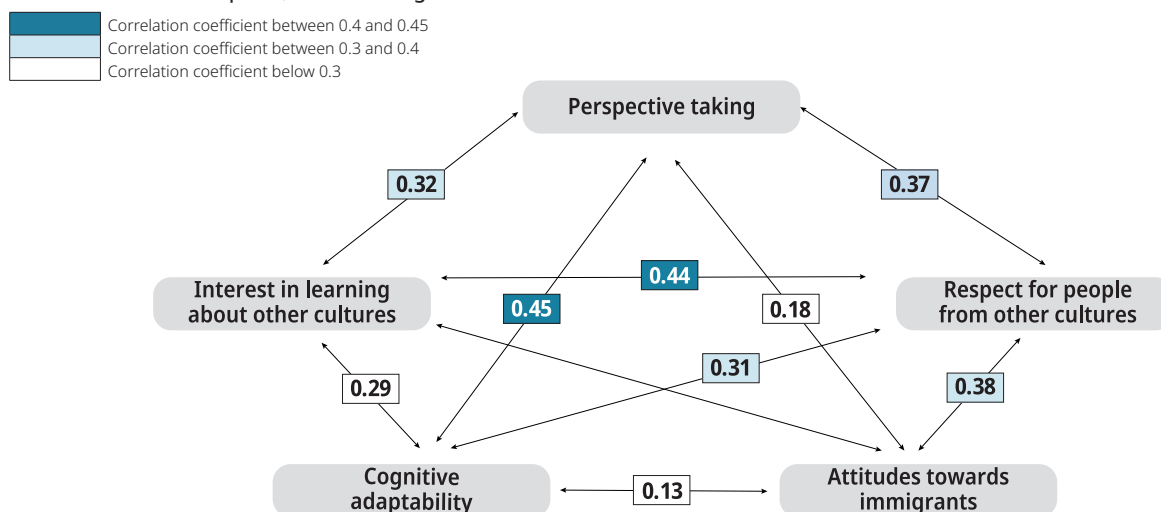 Correlation coefficient between 0.4 and 0.45
Correlation coefficient between 0.3 and 0.4
Correlation coefficient below 0.3
Perspective taking
0.32
0.37
Interest in learning
about other cultures
0.44
Respect for people
from other cultures
0.45
0.18
0.31
0.29
0.38
Cognitive
adaptability
0.13
Attitudes towards
immigrants